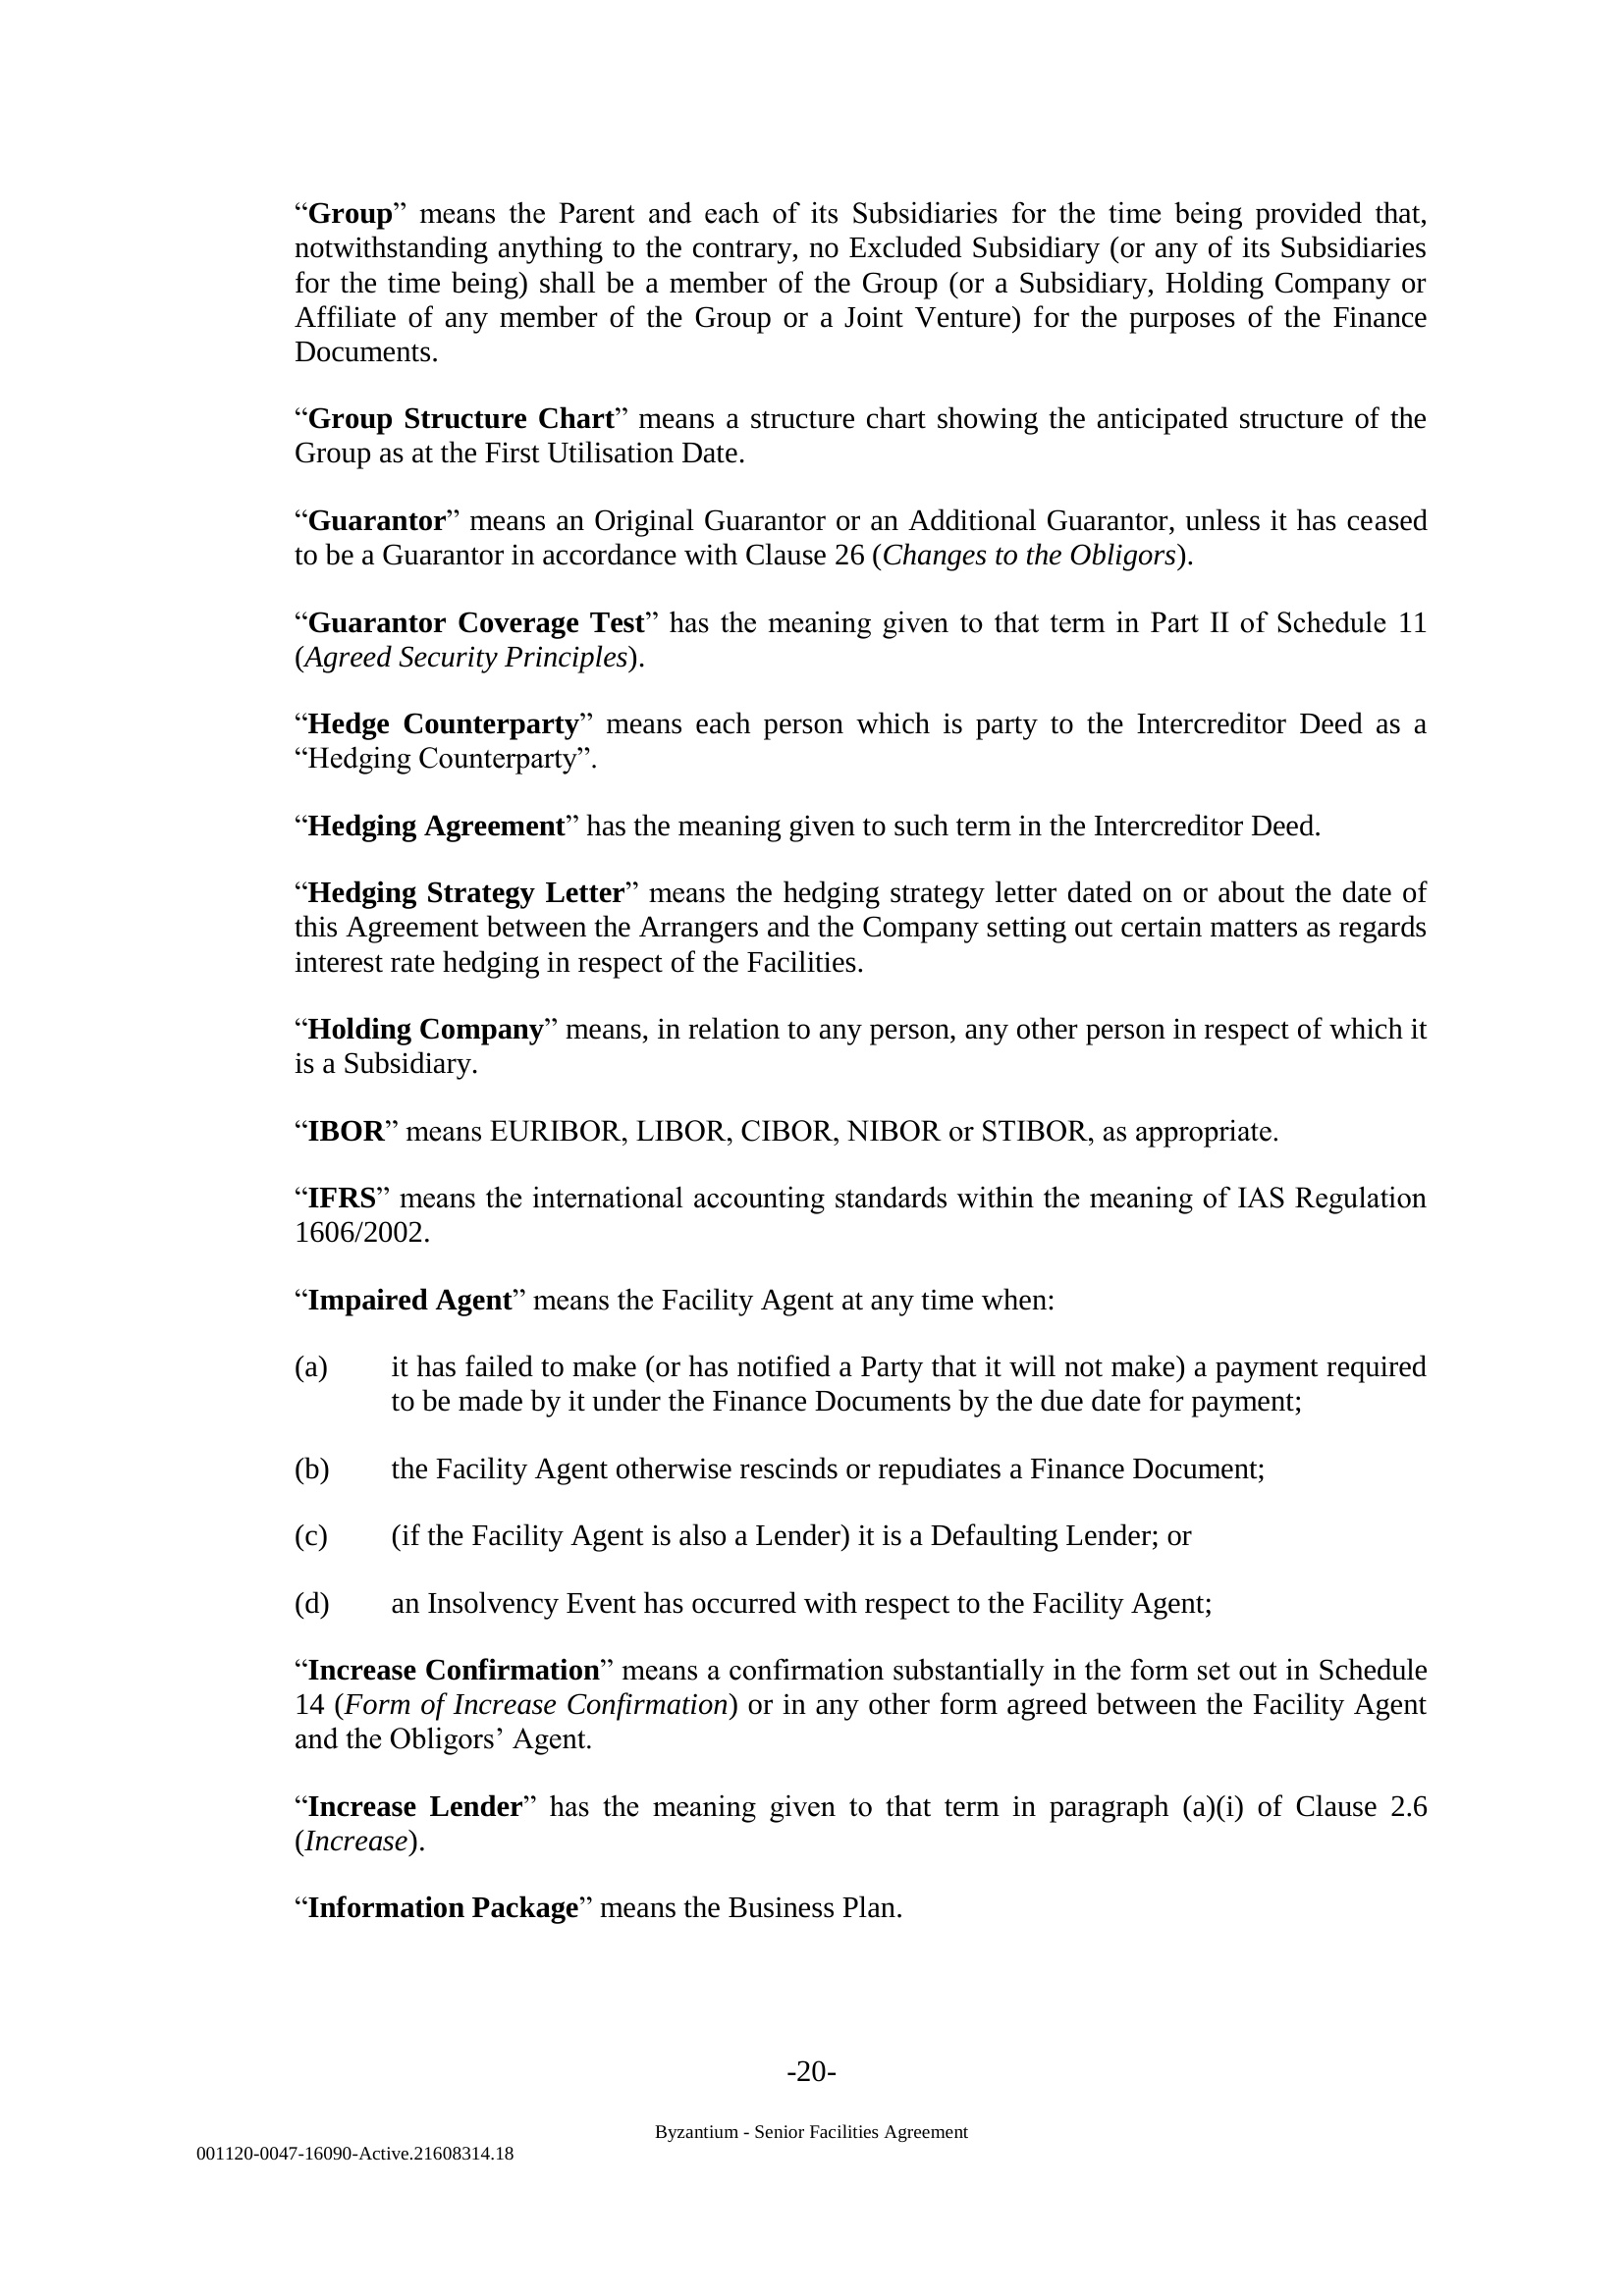 “Group” means the Parent and each of its Subsidiaries for the time being provided that,
notwithstanding anything to the contrary, no Excluded Subsidiary (or any of its Subsidiaries
for the time being) shall be a member of the Group (or a Subsidiary, Holding Company or
Affiliate of any member of the Group or a Joint Venture) for the purposes of the Finance
Documents.
“Group Structure Chart” means a structure chart showing the anticipated structure of the
Group as at the First Utilisation Date.
“Guarantor” means an Original Guarantor or an Additional Guarantor, unless it has ceased
to be a Guarantor in accordance with Clause 26 (Changes to the Obligors).
“Guarantor Coverage Test” has the meaning given to that term in Part II of Schedule 11
(Agreed Security Principles).
“Hedge Counterparty” means each person which is party to the Intercreditor Deed as a
“Hedging Counterparty”.
“Hedging Agreement” has the meaning given to such term in the Intercreditor Deed.
“Hedging Strategy Letter” means the hedging strategy letter dated on or about the date of
this Agreement between the Arrangers and the Company setting out certain matters as regards
interest rate hedging in respect of the Facilities.
“Holding Company” means, in relation to any person, any other person in respect of which it
is a Subsidiary.
“IBOR” means EURIBOR, LIBOR, CIBOR, NIBOR or STIBOR, as appropriate.
“IFRS” means the international accounting standards within the meaning of IAS Regulation
1606/2002.
“Impaired Agent” means the Facility Agent at any time when:
(a) it has failed to make (or has notified a Party that it will not make) a payment required
to be made by it under the Finance Documents by the due date for payment;
(b) the Facility Agent otherwise rescinds or repudiates a Finance Document;
(c) (if the Facility Agent is also a Lender) it is a Defaulting Lender; or
(d) an Insolvency Event has occurred with respect to the Facility Agent;
“Increase Confirmation” means a confirmation substantially in the form set out in Schedule
14 (Form of Increase Confirmation) or in any other form agreed between the Facility Agent
and the Obligors’ Agent.
“Increase Lender” has the meaning given to that term in paragraph (a)(i) of Clause 2.6
(Increase).
“Information Package” means the Business Plan.
-20-
Byzantium - Senior Facilities Agreement
001120-0047-16090-Active.21608314.18